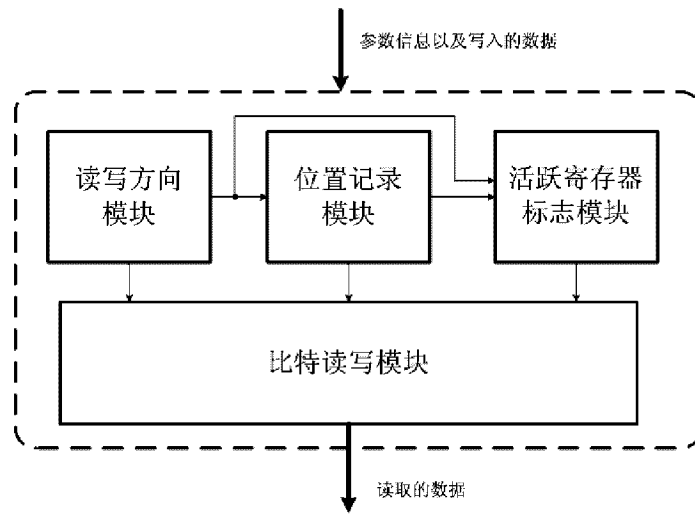 参数信息以及写入的数据
读写方向
模块
位置记录
模块
活跃寄存器
标志模块
比特读写模块
读取的数据